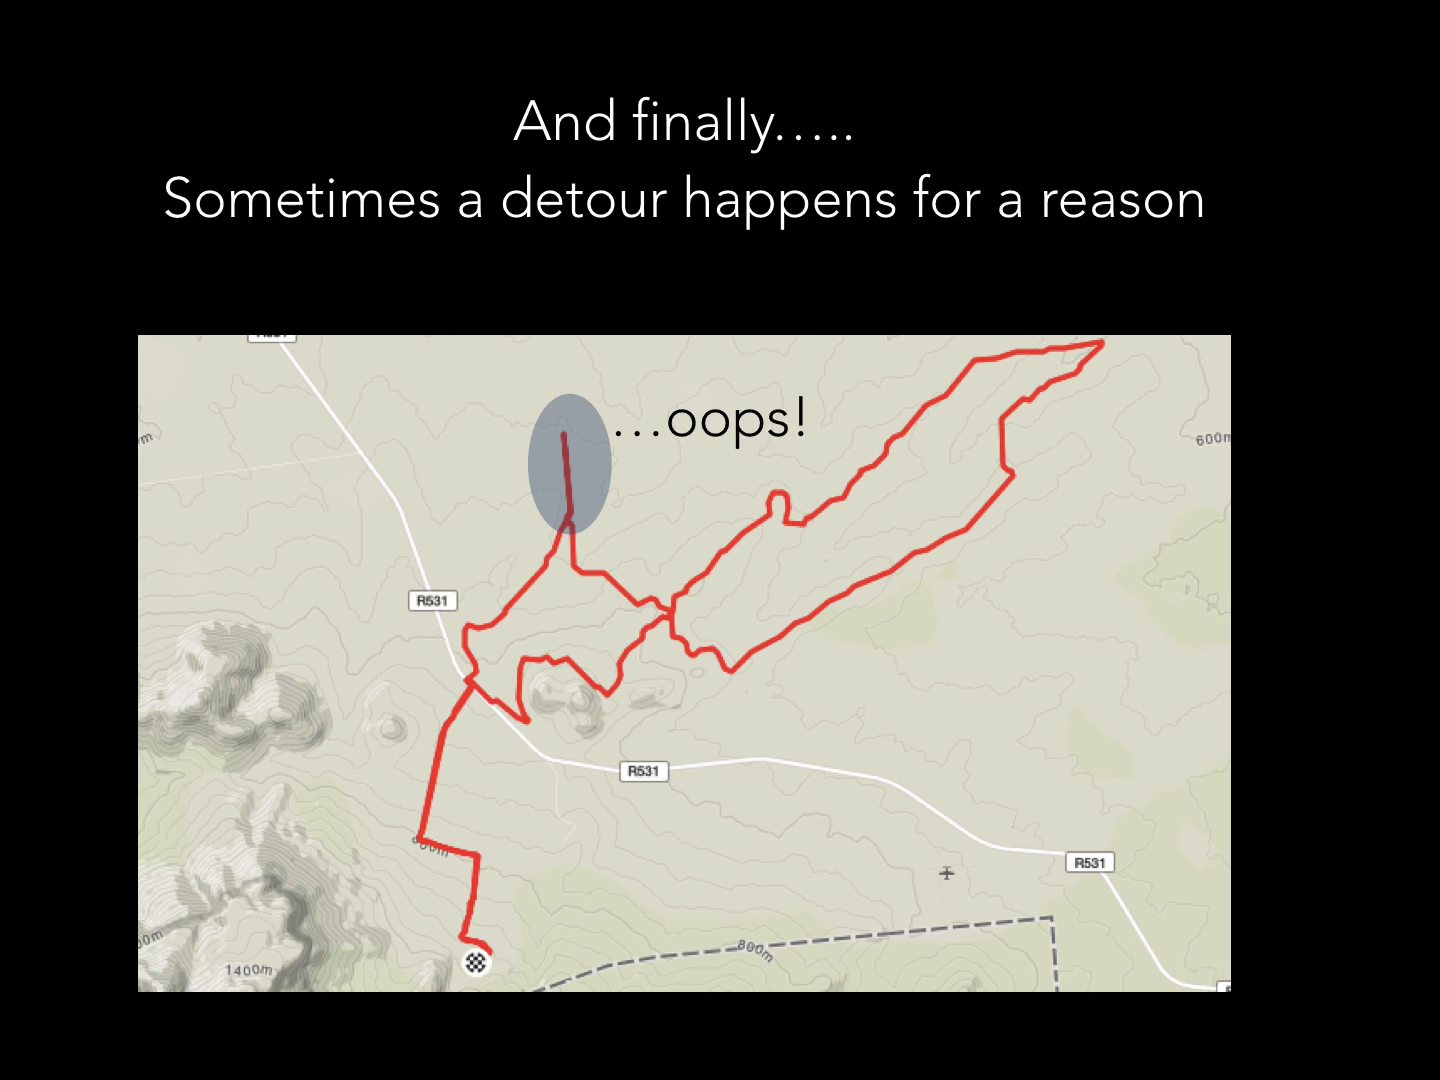 And finally.....
Sometimes a detour happens for a reason
...oops!
600m
R531
R531
R531
800m
1400m